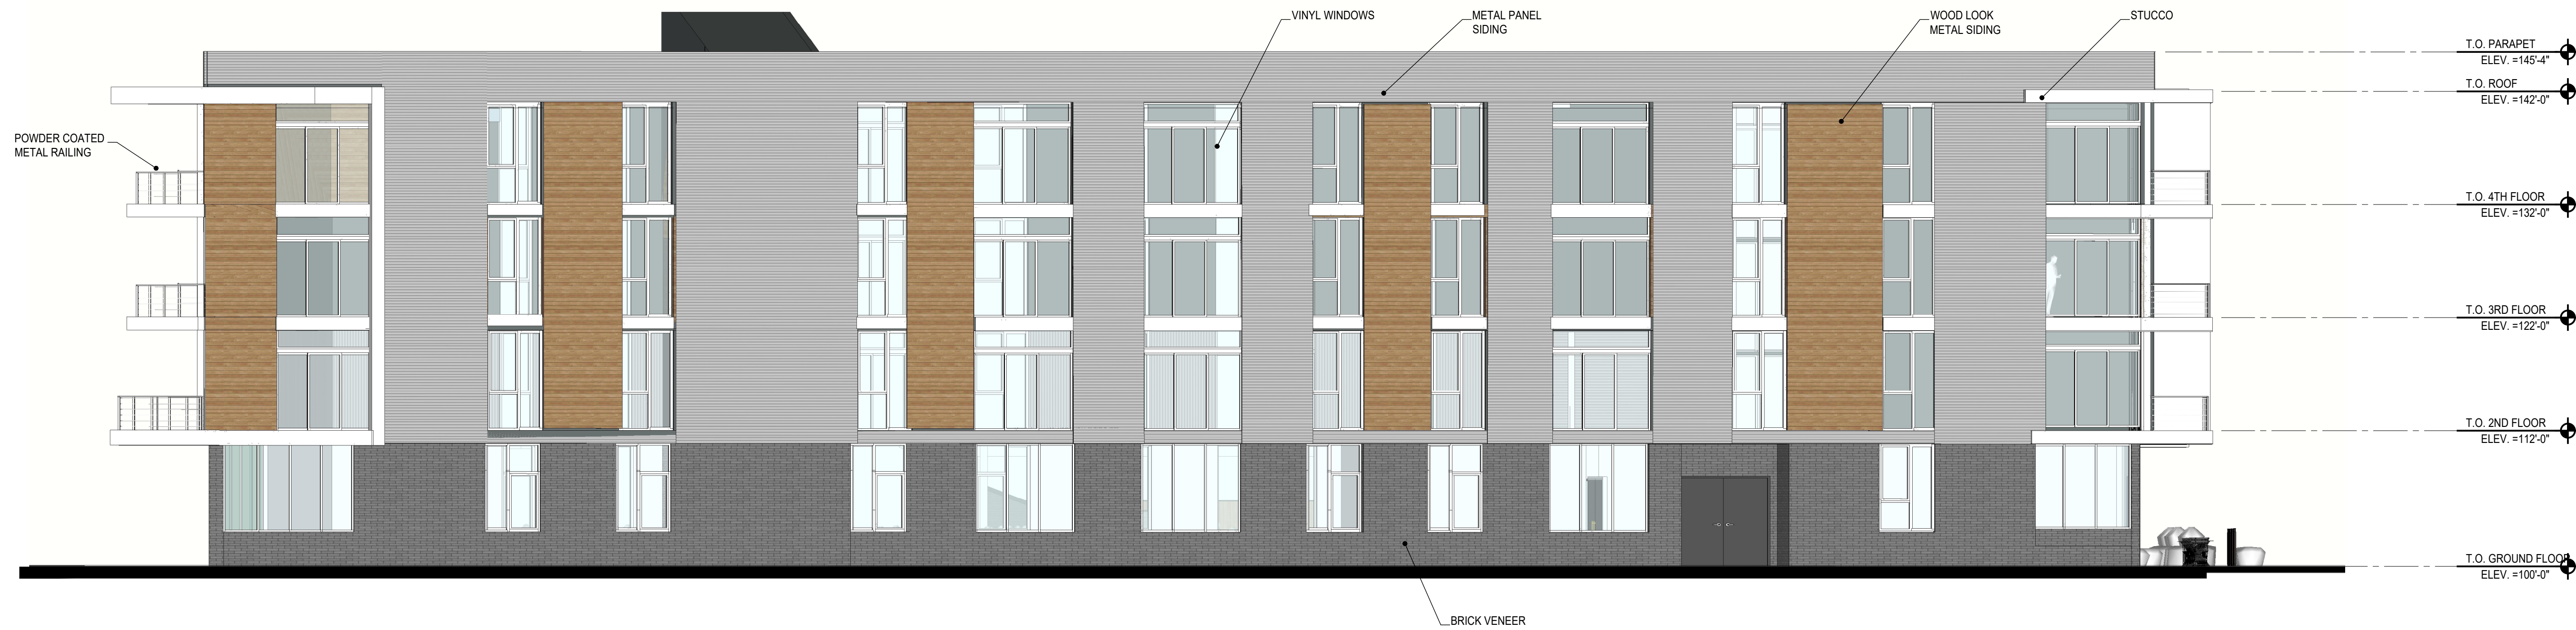 VINYL WINDOWS
METAL PANEL
SIDING
WOOD LOOK
METAL SIDING
STUCCO
T.O. PARAPET
ELEV. =145'-4"
T.O. ROOF
ELEV. =142'-0"
POWDER COATED
METAL RAILING
T.O. 4TH FLOOR
ELEV. =132'-0"
T.O. 3RD FLOOR
ELEV. =122'-0"
T.O. 2ND FLOOR
ELEV. =112'-0"
T.O. GROUND FLOOR
ELEV. =100'-0"
BRICK VENEER